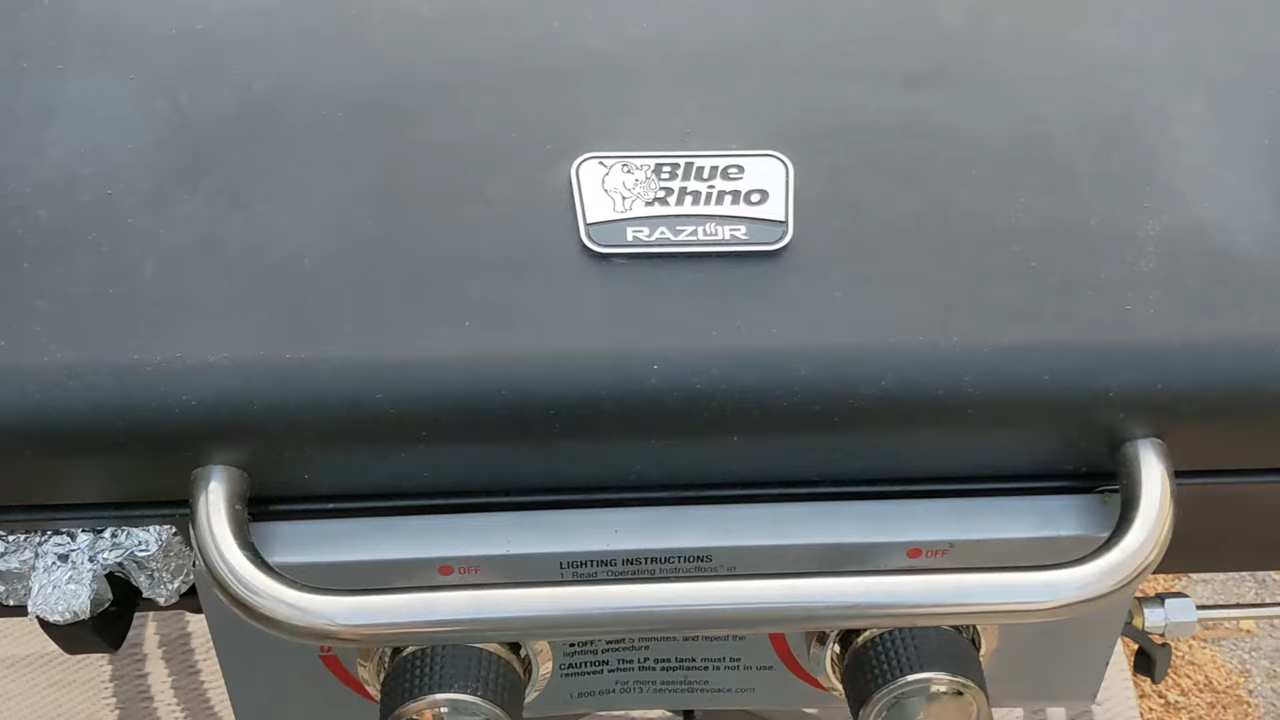 Blue
Rhino
RAZOR
OFF
LIGHTING INSTRUCTIONS
1. Read "Operating Instructions" in
OFF
"●OFF," wait 5 minutes, and repeat the
lighting procedure.
CAUTION: The LP gas tank must be
removed when this appliance is not in use.
For more assistance
1.800.694.0013 / service@revoace.com